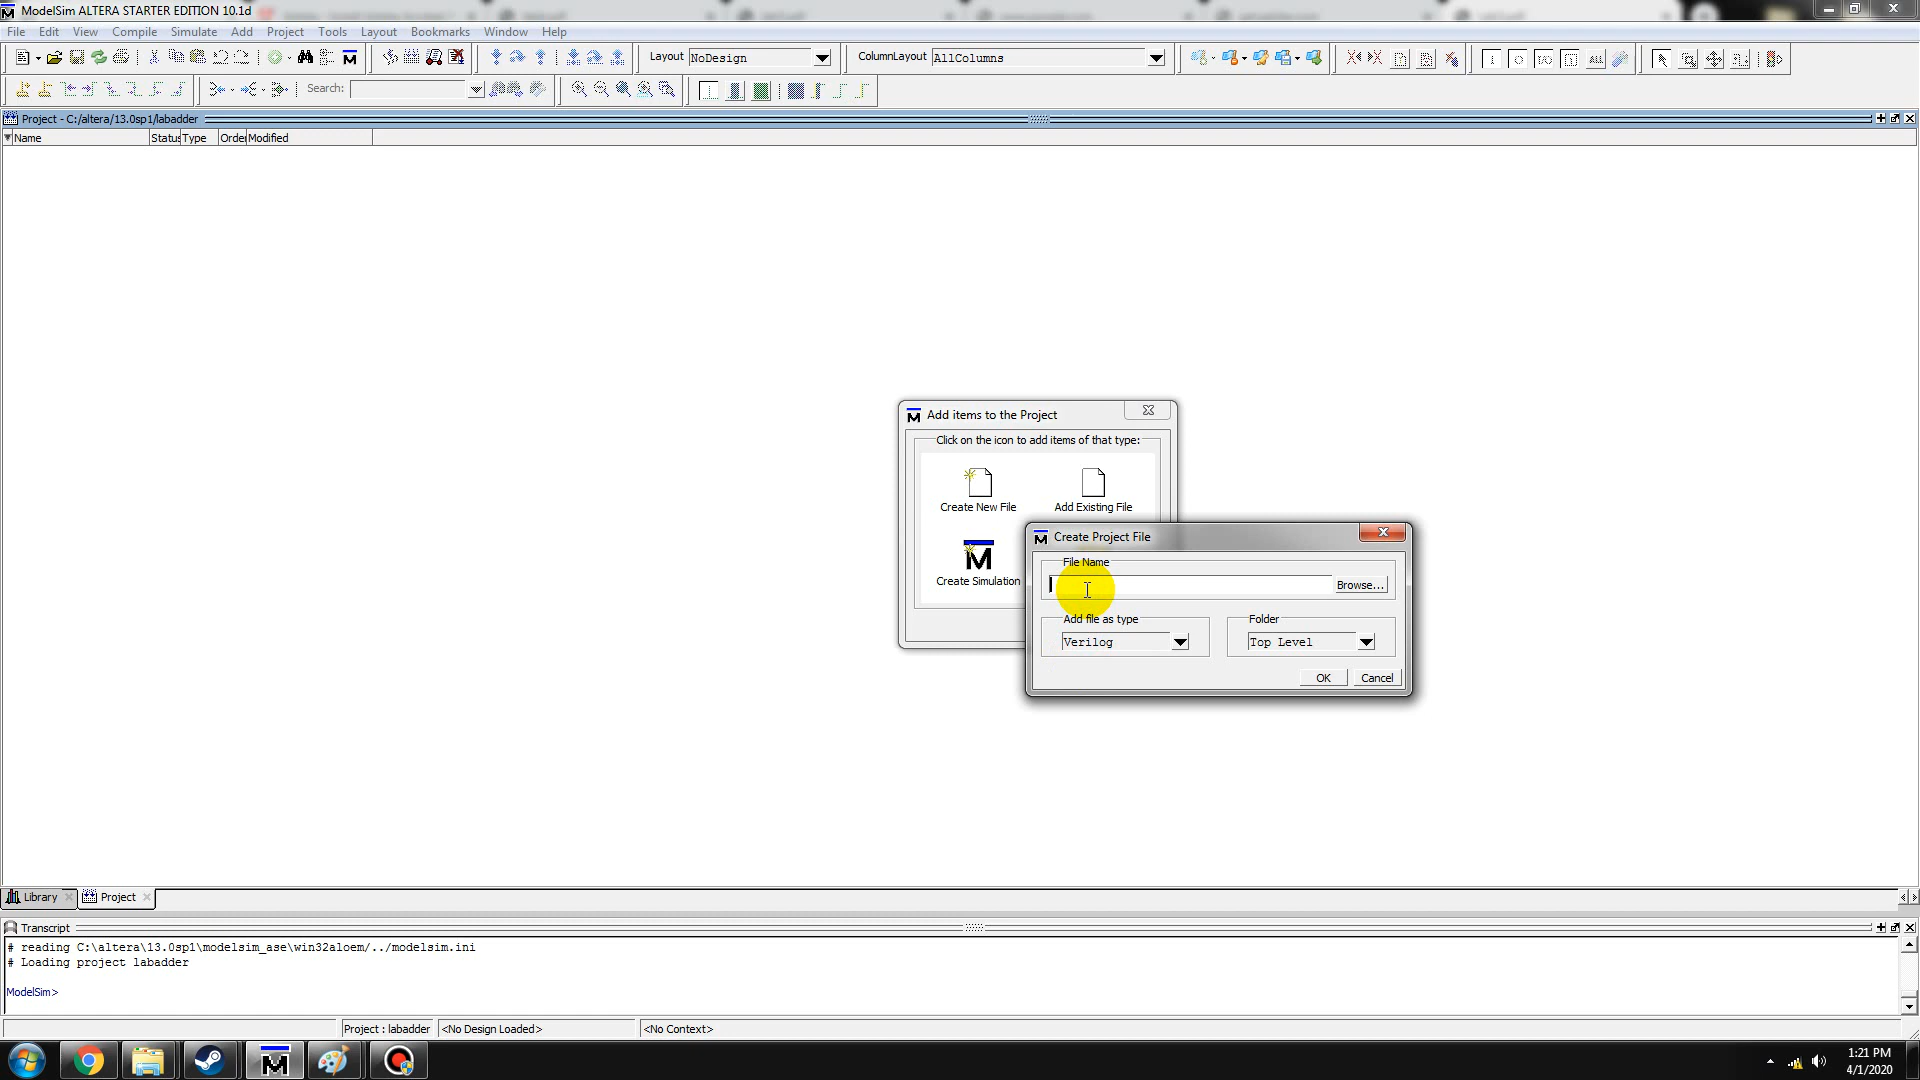 ModelSim ALTERA STARTER EDITION 10.1d
File Edit View Compile Simulate Add Project Tools Layout Bookmarks Window Help
Layout NoDesign ColumnLayout AllColumns
Search:
Project - C:/altera/13.0sp1/labadder
Name Status Type Order Modified
Add items to the Project
Click on the icon to add items of that type:
Create New File Add Existing File
Create Simulation
Create Project File
File Name
Browse...
Add file as type Folder
Verilog Top Level
OK Cancel
Library Project
Transcript
# reading C:\altera\13.0sp1\modelsim_ase\win32aloem/../modelsim.ini
# Loading project labadder
ModelSim>
Project : labadder <No Design Loaded> <No Context>
1:21 PM
4/1/2020